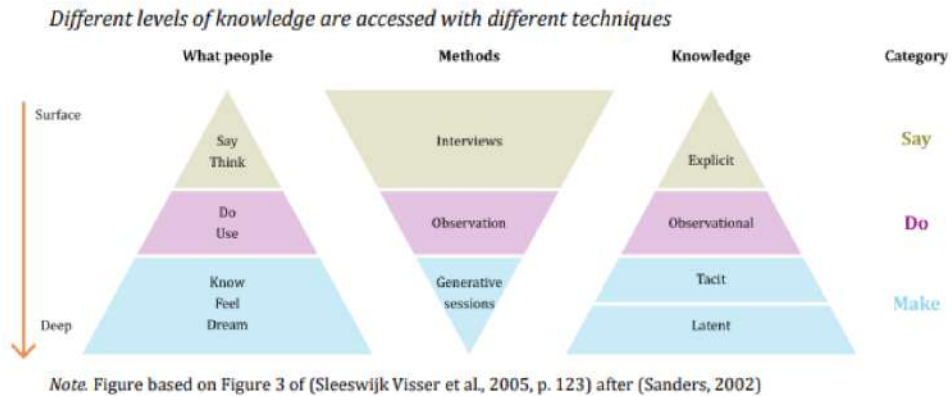 Different levels of knowledge are accessed with different techniques
What people
Methods
Knowledge
Category
Surface
Say
Think
Interviews
Explicit
Say
Do
Use
Observation
Observational
Do
Know
Feel
Dream
Generative
sessions
Tacit
Latent
Make
Deep
Note. Figure based on Figure 3 of (Sleeswijk Visser et al., 2005, p. 123) after (Sanders, 2002)